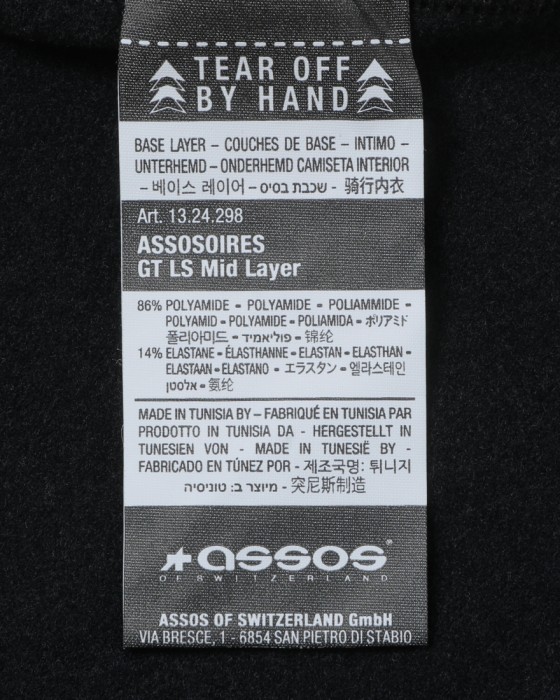 TEAR OFF
BY HAND
BASE LAYER – COUCHES DE BASE – INTIMO –
UNTERHEMD – ONDERHEMD CAMISETA INTERIOR
– 베이스 레이어 – שכבת בסיס - 骑行内衣
Art. 13.24.298
ASSOSOIRES
GT LS Mid Layer
86% POLYAMIDE - POLYAMIDE - POLIAMMIDE -
POLYAMID - POLYAMIDE - POLIAMIDA - ポリアミド
폴리아미드 - פוליאמיד - 锦纶
14% ELASTANE - ÉLASTHANNE - ELASTAN - ELASTHAN -
ELASTAAN - ELASTANO - エラスタン - 엘라스테인
אלסטן - 氨纶
MADE IN TUNISIA BY – FABRIQUÉ EN TUNISIA PAR
PRODOTTO IN TUNISIA DA - HERGESTELLT IN
TUNESIEN VON - MADE IN TUNESIË BY -
FABRICADO EN TÚNEZ POR - 제조국명: 튀니지
מיוצר ב: טוניסיה - 突尼斯制造
assos®
OF SWITZERLAND
ASSOS OF SWITZERLAND GmbH
VIA BRESCE, 1 - 6854 SAN PIETRO DI STABIO